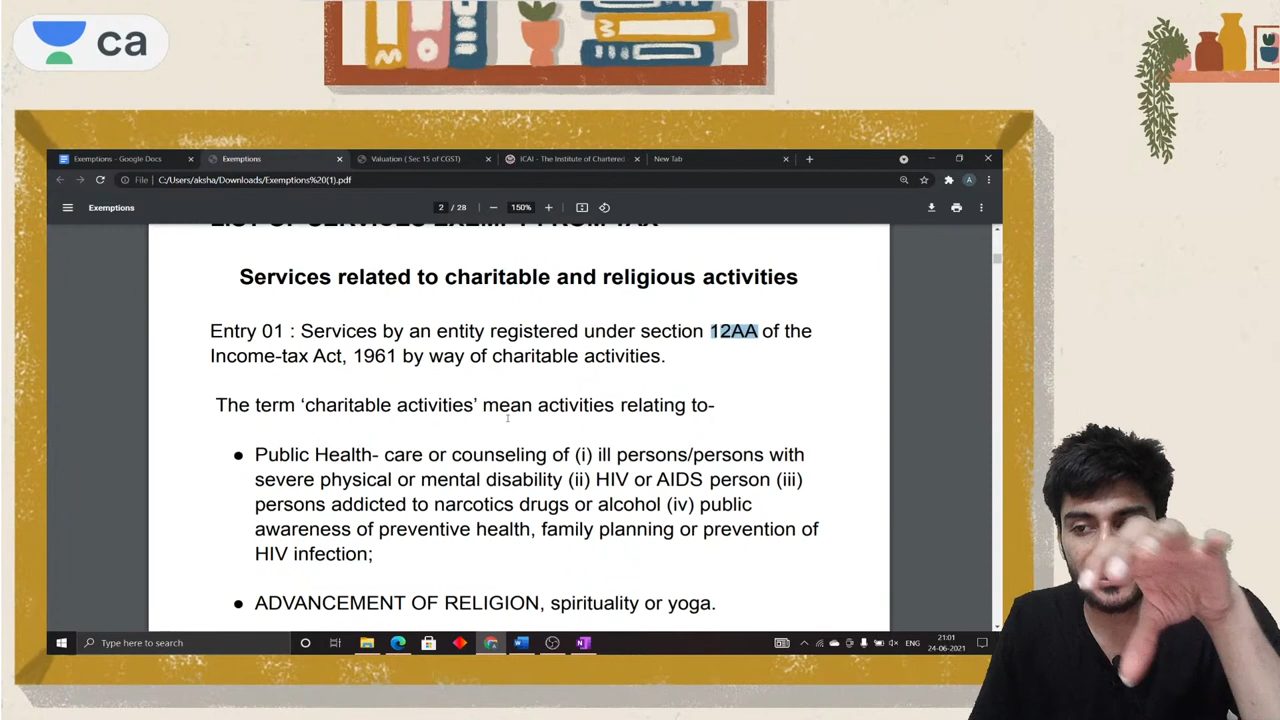 ca
Exemptions - Google Docs
Exemptions
Valuation ( Sec 15 of CGST)
ICAI - The Institute of Chartered
New Tab
File
C:/Users/aksha/Downloads/Exemptions%20(1).pdf
A
Exemptions
2 / 28
150%
LIST OF SERVICES EXEMPT FROM TAX
Services related to charitable and religious activities
Entry 01 : Services by an entity registered under section 12AA of the
Income-tax Act, 1961 by way of charitable activities.
The term ‘charitable activities’ mean activities relating to-
● Public Health- care or counseling of (i) ill persons/persons with
severe physical or mental disability (ii) HIV or AIDS person (iii)
persons addicted to narcotics drugs or alcohol (iv) public
awareness of preventive health, family planning or prevention of
HIV infection;
● ADVANCEMENT OF RELIGION, spirituality or yoga.
Type here to search
ENG
21:01
24-06-2021